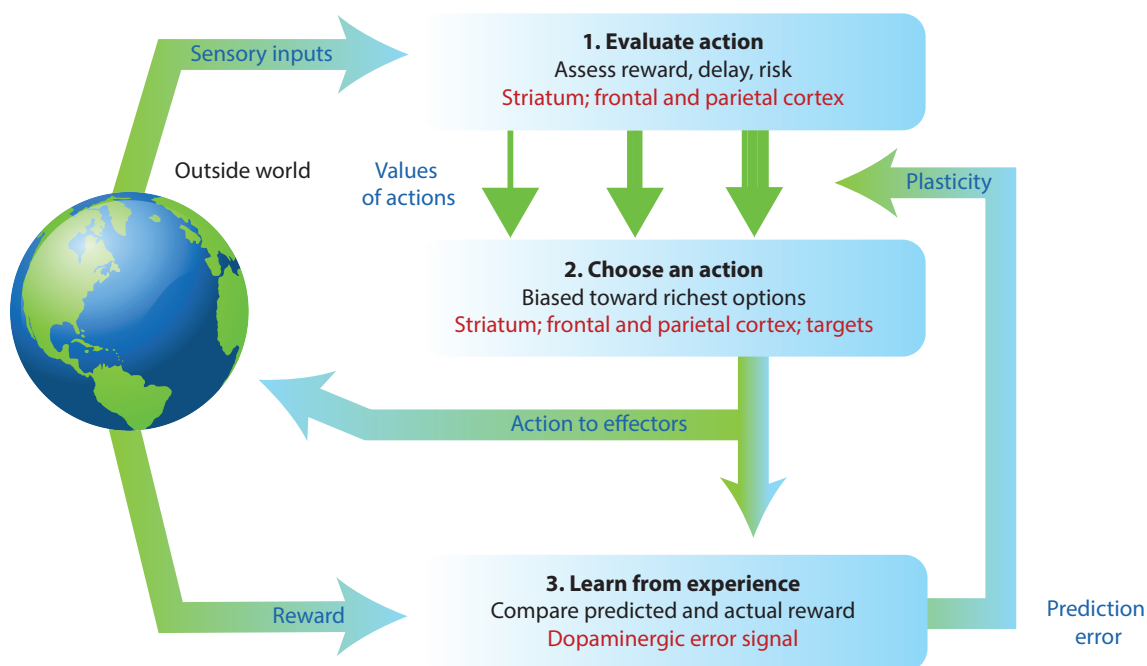 1. Evaluate action
Assess reward, delay, risk
Striatum; frontal and parietal cortex
Sensory inputs
Outside world
Values
of actions
Plasticity
2. Choose an action
Biased toward richest options
Striatum; frontal and parietal cortex; targets
Action to effectors
3. Learn from experience
Compare predicted and actual reward
Dopaminergic error signal
Reward
Prediction
error